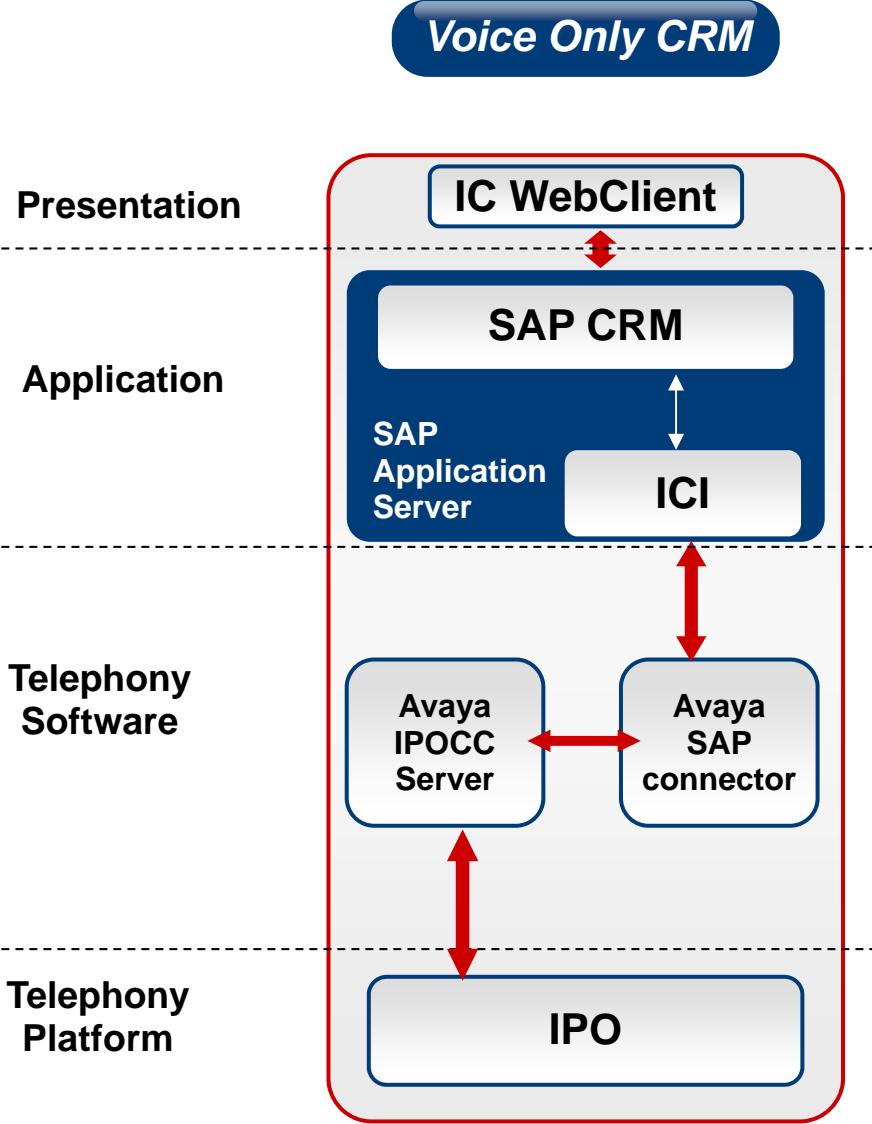 Voice Only CRM
Presentation
IC WebClient
Application
SAP CRM
SAP
Application
Server
ICI
Telephony
Software
Avaya
IPOCC
Server
Avaya
SAP
connector
Telephony
Platform
IPO